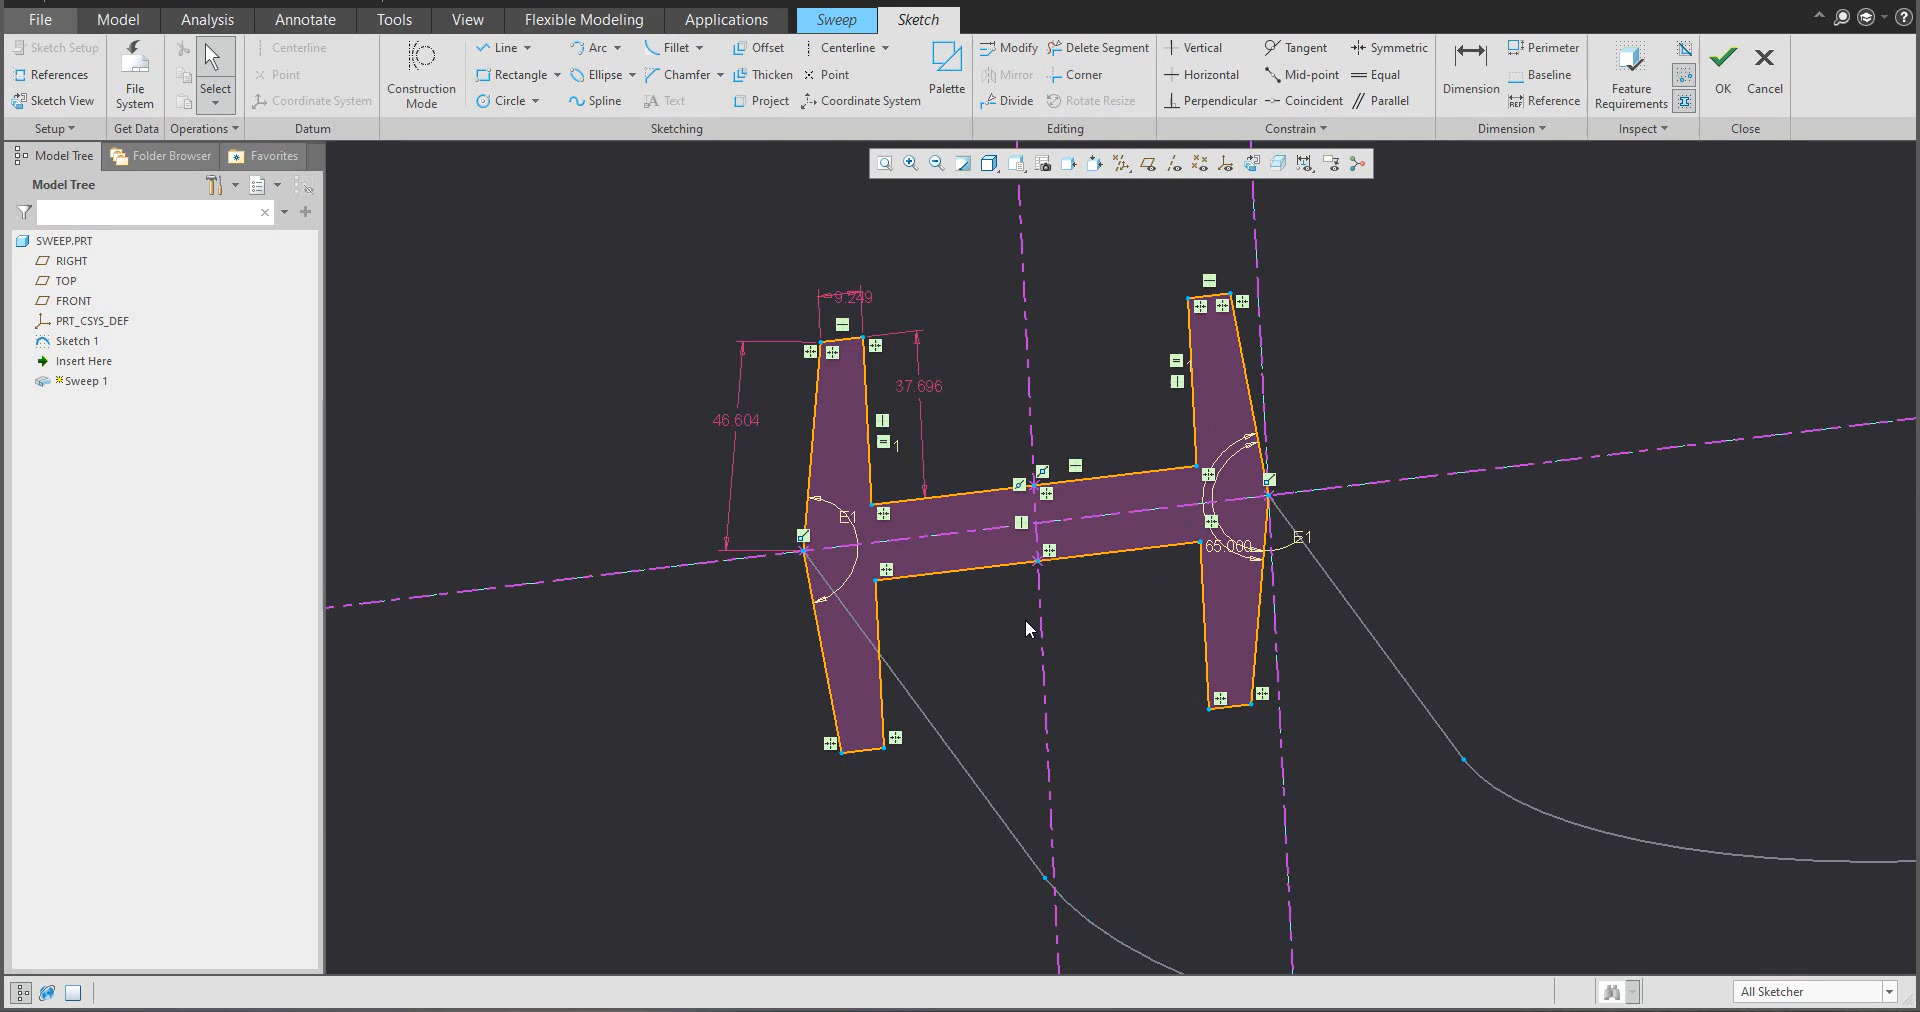 File Model Analysis Annotate Tools View Flexible Modeling Applications Sweep Sketch
Sketch Setup
References
Sketch View
Setup
File
System
Get Data
Select
Operations
Centerline
Point
Coordinate System
Datum
Construction
Mode
Line Arc Fillet Offset Centerline
Rectangle Ellipse Chamfer Thicken Point
Circle Spline Text Project Coordinate System
Palette
Sketching
Modify Delete Segment
Mirror Corner
Divide Rotate Resize
Editing
Vertical Tangent Symmetric
Horizontal Mid-point Equal
Perpendicular Coincident Parallel
Constrain
Dimension
Perimeter
Baseline
REF Reference
Dimension
Feature
Requirements
Inspect
OK Cancel
Close
Model Tree Folder Browser Favorites
Model Tree
SWEEP.PRT
RIGHT
TOP
FRONT
PRT_CSYS_DEF
Sketch 1
Insert Here
Sweep 1
9.249
37.696
46.604
1
E1
E1
65.000
All Sketcher